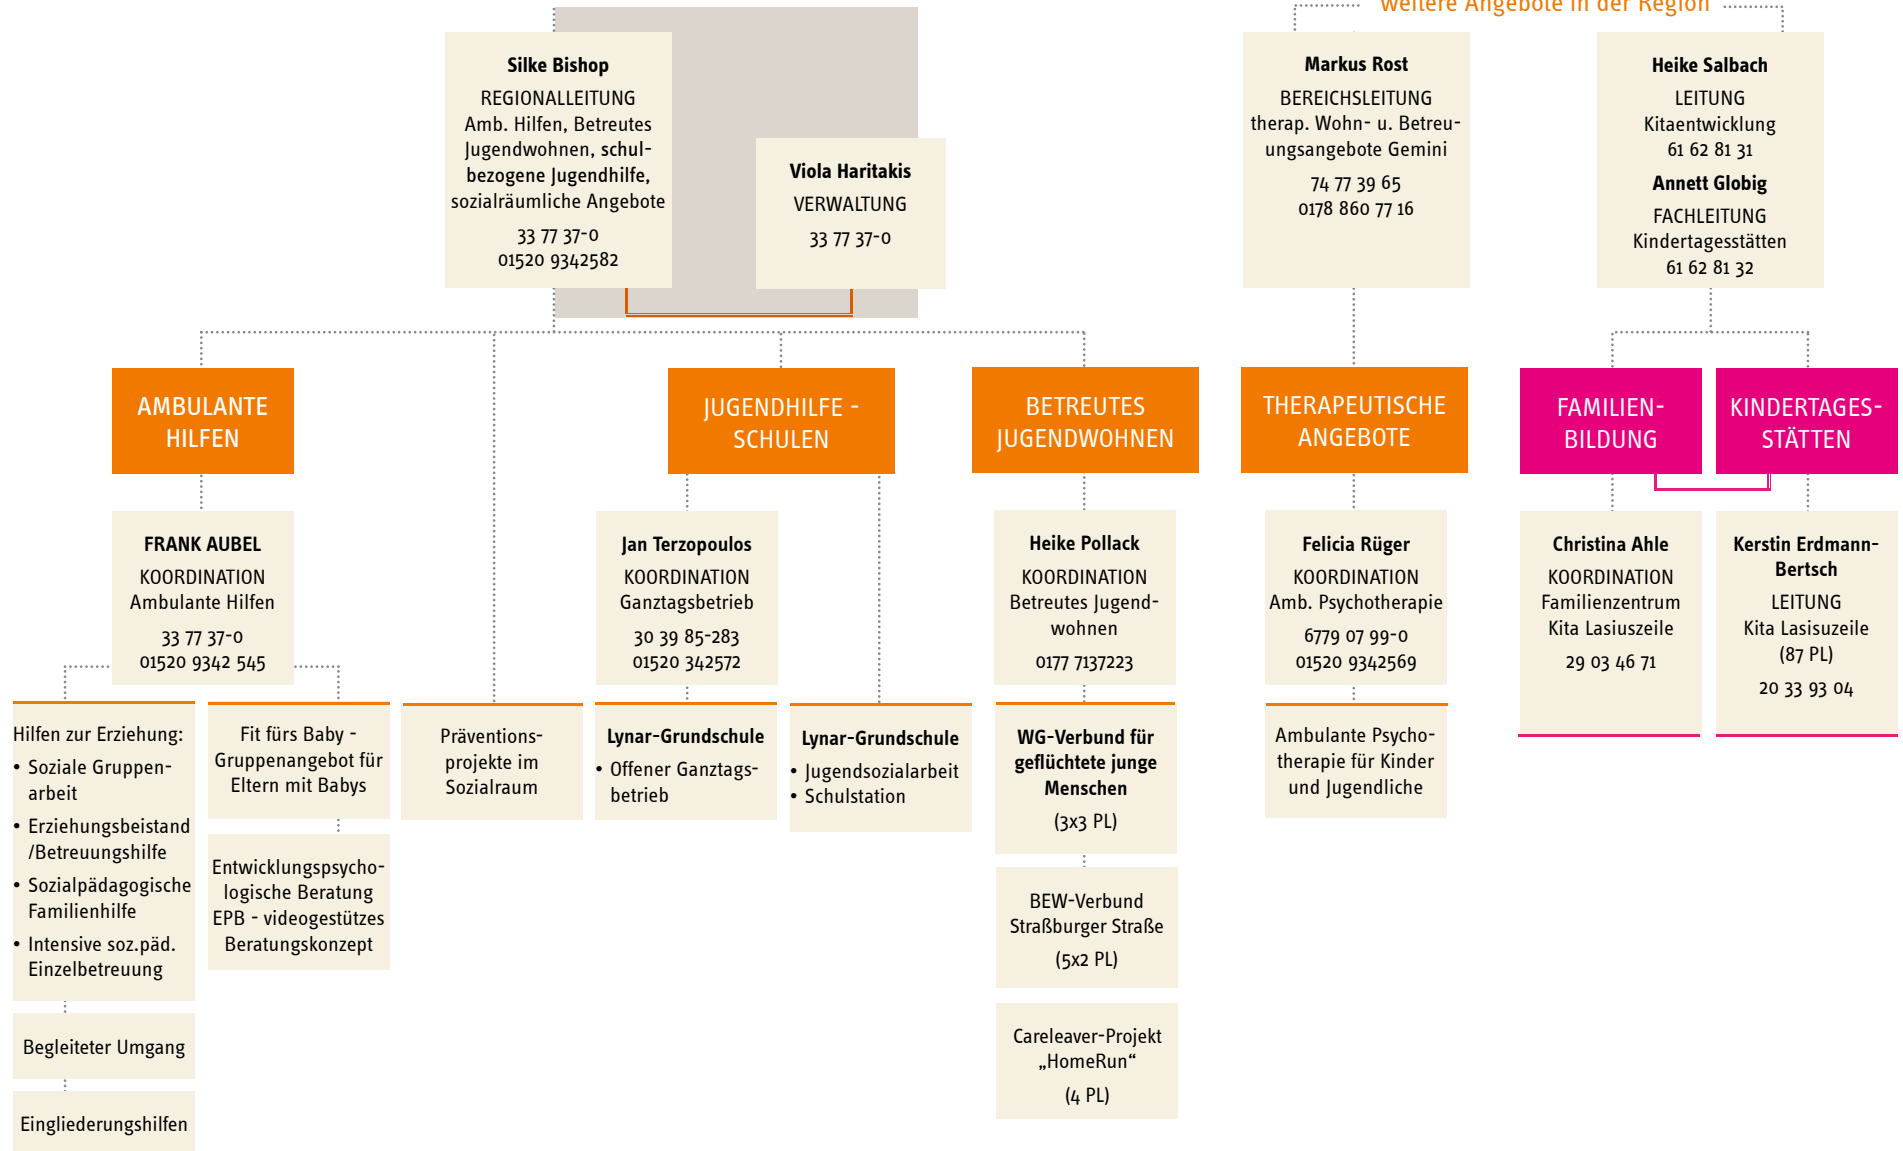 weitere Angebote in der Region
Silke Bishop
REGIONALLEITUNG
Amb. Hilfen, Betreutes
Jugendwohnen, schul-
bezogene Jugendhilfe,
sozialräumliche Angebote
33 77 37-0
01520 9342582
Viola Haritakis
VERWALTUNG
33 77 37-0
Markus Rost
BEREICHSLEITUNG
therap. Wohn- u. Betreu-
ungsangebote Gemini
74 77 39 65
0178 860 77 16
Heike Salbach
LEITUNG
Kitaentwicklung
61 62 81 31
Annett Globig
FACHLEITUNG
Kindertagesstätten
61 62 81 32
AMBULANTE
HILFEN
JUGENDHILFE -
SCHULEN
BETREUTES
JUGENDWOHNEN
THERAPEUTISCHE
ANGEBOTE
FAMILIEN-
BILDUNG
KINDERTAGES-
STÄTTEN
FRANK AUBEL
KOORDINATION
Ambulante Hilfen
33 77 37-0
01520 9342 545
Jan Terzopoulos
KOORDINATION
Ganztagsbetrieb
30 39 85-283
01520 342572
Heike Pollack
KOORDINATION
Betreutes Jugend-
wohnen
0177 7137223
Felicia Rüger
KOORDINATION
Amb. Psychotherapie
6779 07 99-0
01520 9342569
Christina Ahle
KOORDINATION
Familienzentrum
Kita Lasiuszeile
29 03 46 71
Kerstin Erdmann-
Bertsch
LEITUNG
Kita Lasisuzeile
(87 PL)
20 33 93 04
Hilfen zur Erziehung:
• Soziale Gruppen-
arbeit
• Erziehungsbeistand
/Betreuungshilfe
• Sozialpädagogische
Familienhilfe
• Intensive soz.päd.
Einzelbetreuung
Begleiteter Umgang
Eingliederungshilfen
Fit fürs Baby -
Gruppenangebot für
Eltern mit Babys
Entwicklungspsycho-
logische Beratung
EPB - videogestützes
Beratungskonzept
Präventions-
projekte im
Sozialraum
Lynar-Grundschule
• Offener Ganztags-
betrieb
Lynar-Grundschule
• Jugendsozialarbeit
• Schulstation
WG-Verbund für
geflüchtete junge
Menschen
(3x3 PL)
BEW-Verbund
Straßburger Straße
(5x2 PL)
Careleaver-Projekt
„HomeRun“
(4 PL)
Ambulante Psycho-
therapie für Kinder
und Jugendliche